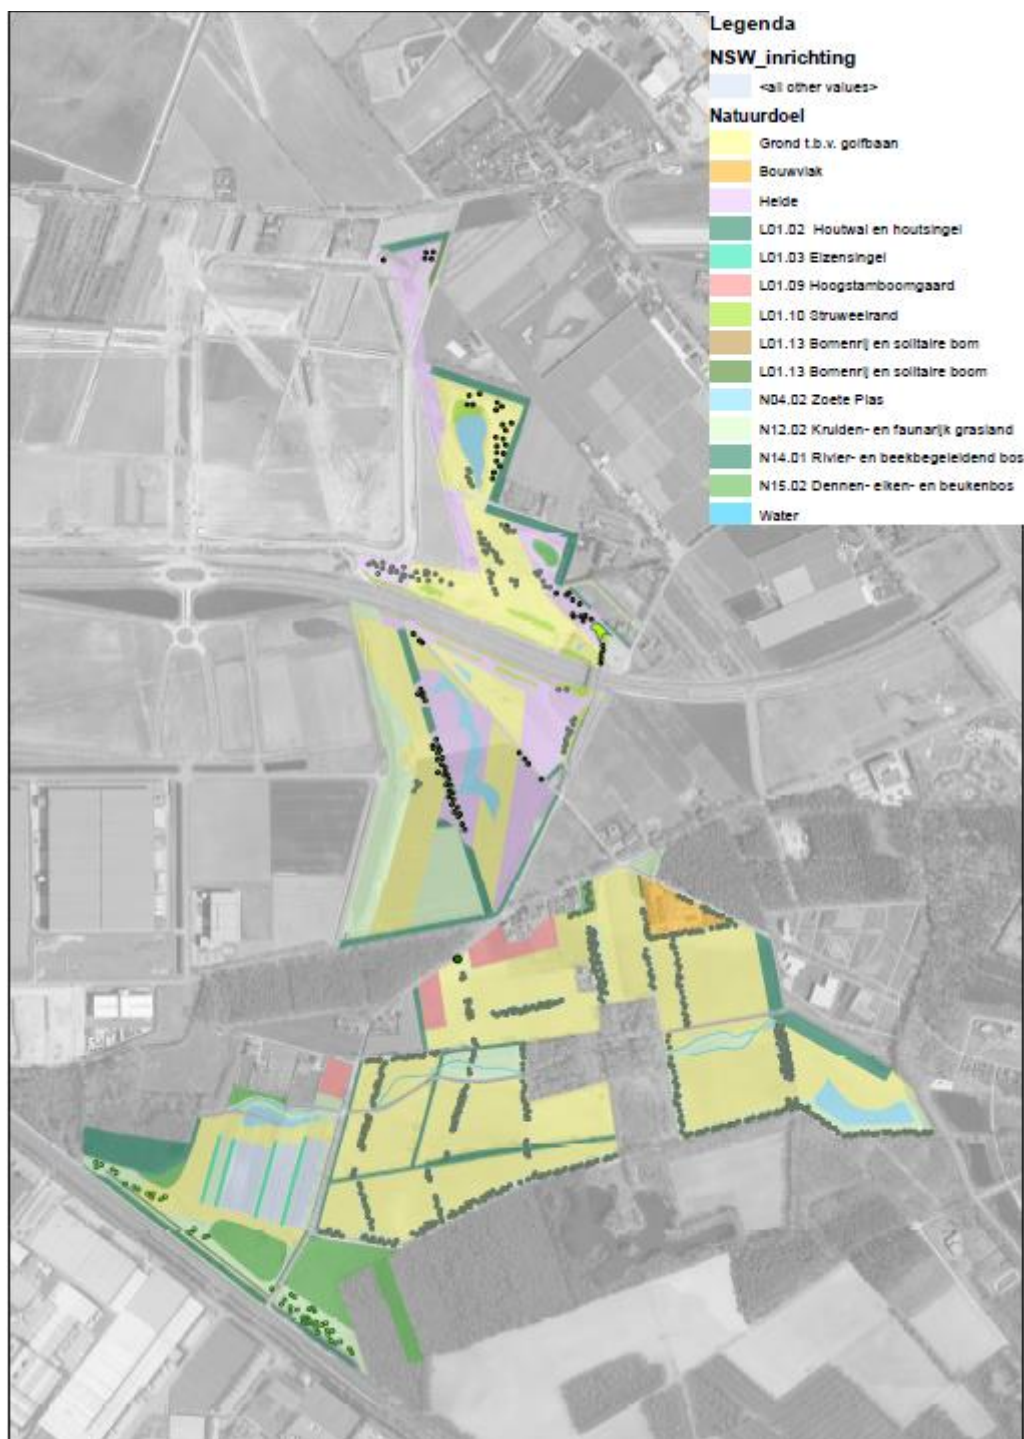 Legenda
NSW_inrichting
<all other values>
Natuurdoel
Grond t.b.v. golfbaan
Bouwvlak
Heide
L01.02 Houtwal en houtsingel
L01.03 Elzensingel
L01.09 Hoogstamboomgaard
L01.10 Struweelrand
L01.13 Bomenrij en solitaire bom
L01.13 Bomenrij en solitaire boom
N04.02 Zoete Plas
N12.02 Kruiden- en faunarijk grasland
N14.01 Rivier- en beekbegeleidend bos
N15.02 Dennen- eiken- en beukenbos
Water